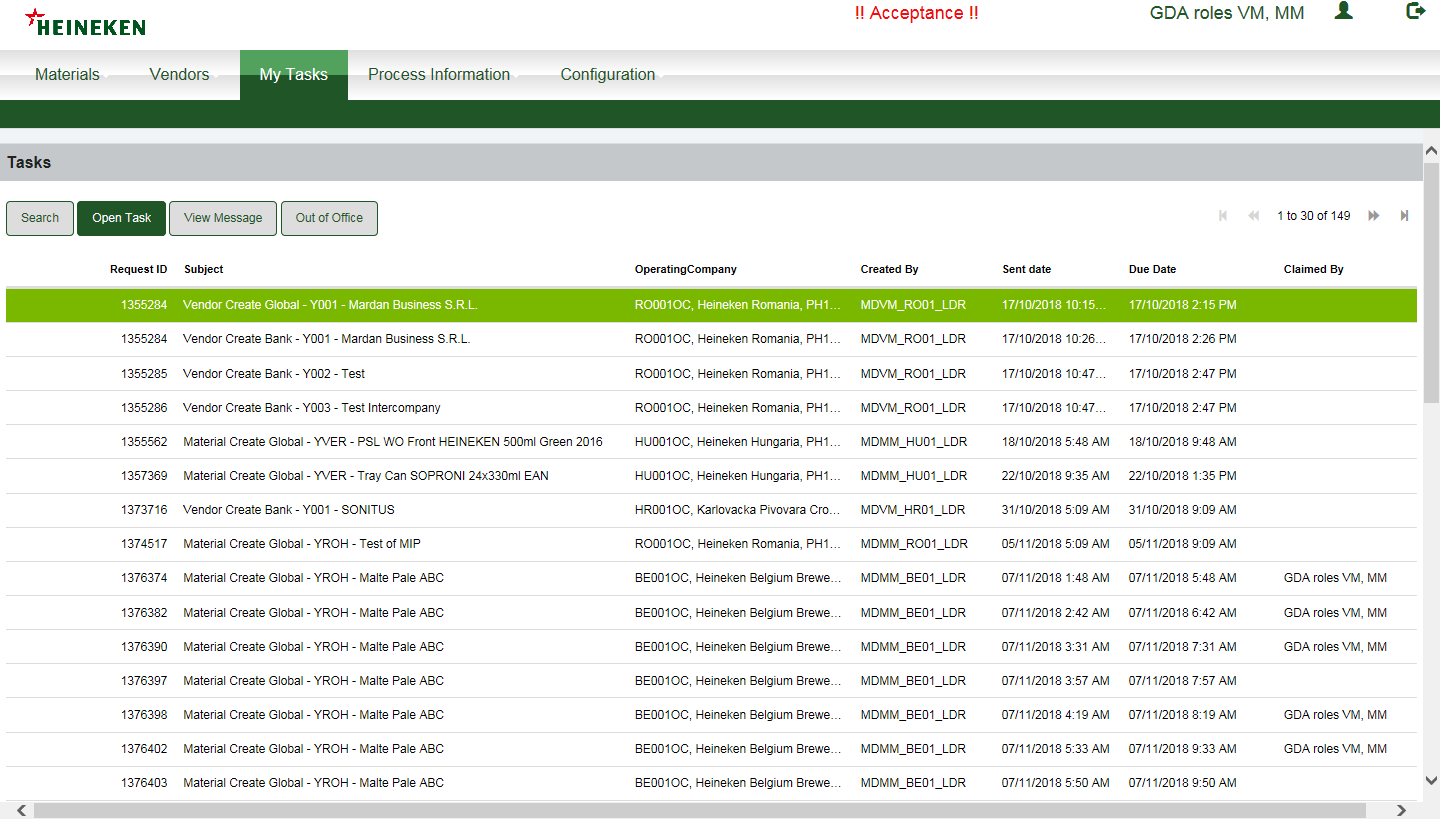 HEINEKEN
!! Acceptance !!
GDA roles VM, MM
Materials Vendors My Tasks Process Information Configuration
Tasks
Search Open Task View Message Out of Office 1 to 30 of 149
Request ID Subject OperatingCompany Created By Sent date Due Date Claimed By
1355284 Vendor Create Global - Y001 - Mardan Business S.R.L. RO001OC, Heineken Romania, PH1... MDVM_RO01_LDR 17/10/2018 10:15... 17/10/2018 2:15 PM
1355284 Vendor Create Bank - Y001 - Mardan Business S.R.L. RO001OC, Heineken Romania, PH1... MDVM_RO01_LDR 17/10/2018 10:26... 17/10/2018 2:26 PM
1355285 Vendor Create Bank - Y002 - Test RO001OC, Heineken Romania, PH1... MDVM_RO01_LDR 17/10/2018 10:47... 17/10/2018 2:47 PM
1355286 Vendor Create Bank - Y003 - Test Intercompany RO001OC, Heineken Romania, PH1... MDVM_RO01_LDR 17/10/2018 10:47... 17/10/2018 2:47 PM
1355562 Material Create Global - YVER - PSL WO Front HEINEKEN 500ml Green 2016 HU001OC, Heineken Hungaria, PH1... MDMM_HU01_LDR 18/10/2018 5:48 AM 18/10/2018 9:48 AM
1357369 Material Create Global - YVER - Tray Can SOPRONI 24x330ml EAN HU001OC, Heineken Hungaria, PH1... MDMM_HU01_LDR 22/10/2018 9:35 AM 22/10/2018 1:35 PM
1373716 Vendor Create Bank - Y001 - SONITUS HR001OC, Karlovacka Pivovara Cro... MDVM_HR01_LDR 31/10/2018 5:09 AM 31/10/2018 9:09 AM
1374517 Material Create Global - YROH - Test of MIP RO001OC, Heineken Romania, PH1... MDMM_RO01_LDR 05/11/2018 5:09 AM 05/11/2018 9:09 AM
1376374 Material Create Global - YROH - Malte Pale ABC BE001OC, Heineken Belgium Brewe... MDMM_BE01_LDR 07/11/2018 1:48 AM 07/11/2018 5:48 AM GDA roles VM, MM
1376382 Material Create Global - YROH - Malte Pale ABC BE001OC, Heineken Belgium Brewe... MDMM_BE01_LDR 07/11/2018 2:42 AM 07/11/2018 6:42 AM GDA roles VM, MM
1376390 Material Create Global - YROH - Malte Pale ABC BE001OC, Heineken Belgium Brewe... MDMM_BE01_LDR 07/11/2018 3:31 AM 07/11/2018 7:31 AM GDA roles VM, MM
1376397 Material Create Global - YROH - Malte Pale ABC BE001OC, Heineken Belgium Brewe... MDMM_BE01_LDR 07/11/2018 3:57 AM 07/11/2018 7:57 AM
1376398 Material Create Global - YROH - Malte Pale ABC BE001OC, Heineken Belgium Brewe... MDMM_BE01_LDR 07/11/2018 4:19 AM 07/11/2018 8:19 AM GDA roles VM, MM
1376402 Material Create Global - YROH - Malte Pale ABC BE001OC, Heineken Belgium Brewe... MDMM_BE01_LDR 07/11/2018 5:33 AM 07/11/2018 9:33 AM GDA roles VM, MM
1376403 Material Create Global - YROH - Malte Pale ABC BE001OC, Heineken Belgium Brewe... MDMM_BE01_LDR 07/11/2018 5:50 AM 07/11/2018 9:50 AM